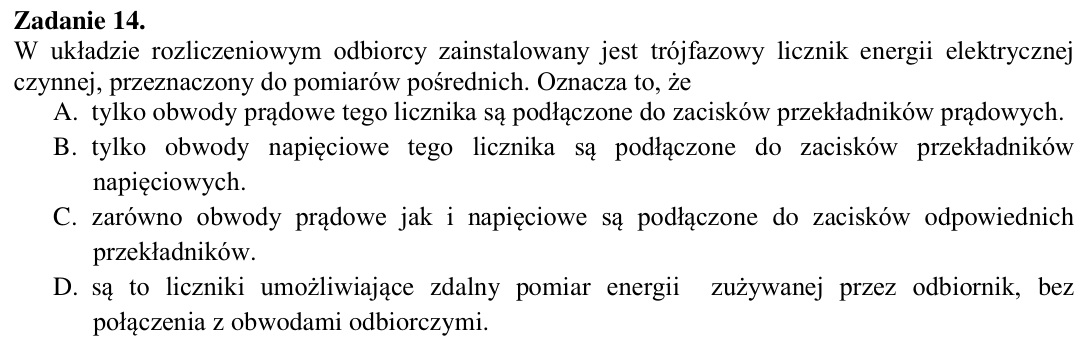 Zadanie 14.
W układzie rozliczeniowym odbiorcy zainstalowany jest trójfazowy licznik energii elektrycznej
czynnej, przeznaczony do pomiarów pośrednich. Oznacza to, że
A. tylko obwody prądowe tego licznika są podłączone do zacisków przekładników prądowych.
B. tylko obwody napięciowe tego licznika są podłączone do zacisków przekładników
napięciowych.
C. zarówno obwody prądowe jak i napięciowe są podłączone do zacisków odpowiednich
przekładników.
D. są to liczniki umożliwiające zdalny pomiar energii zużywanej przez odbiornik, bez
połączenia z obwodami odbiorczymi.